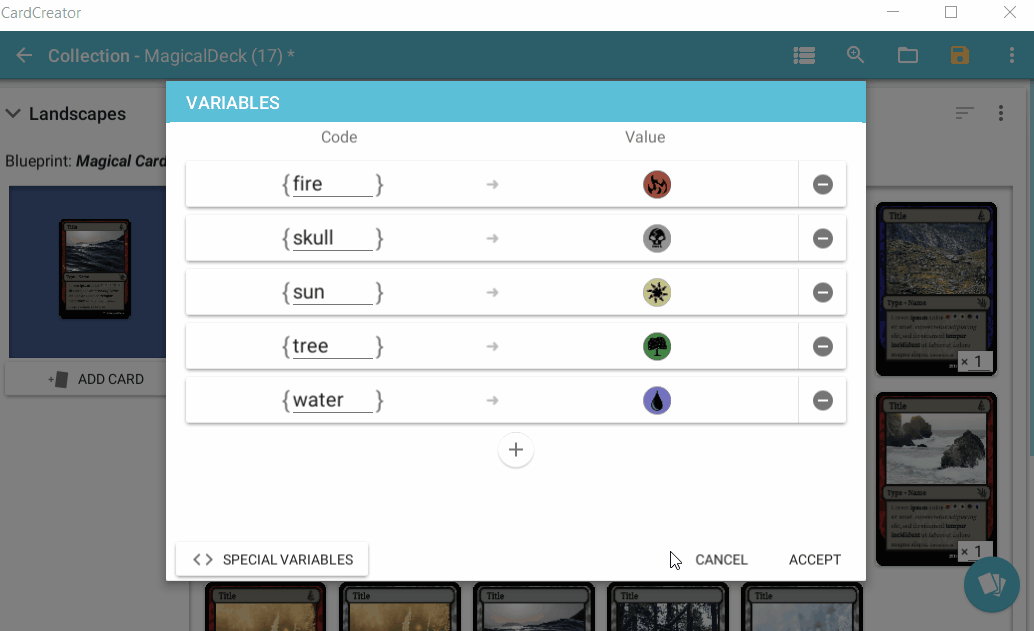 CardCreator
Collection - MagicalDeck (17) *
VARIABLES
Landscapes
Code Value
Blueprint: Magical Card
{fire}
{skull}
{sun}
{tree}
{water}
Title
Type - Name
× 1
ADD CARD
Title
Type - Name
× 1
SPECIAL VARIABLES
CANCEL
ACCEPT
Title
Title
Title
Title
Title